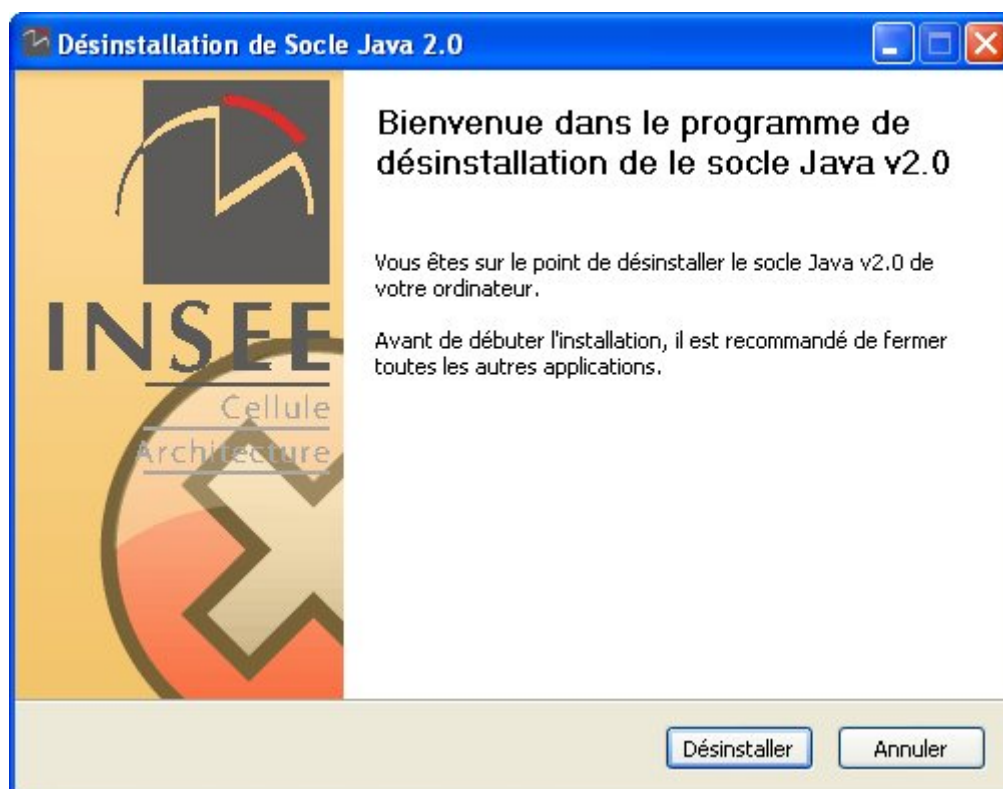 Désinstallation de Socle Java 2.0
Bienvenue dans le programme de
désinstallation de le socle Java v2.0
Vous êtes sur le point de désinstaller le socle Java v2.0 de
votre ordinateur.
Avant de débuter l'installation, il est recommandé de fermer
toutes les autres applications.
INSEE
Cellule
Architecture
Désinstaller
Annuler